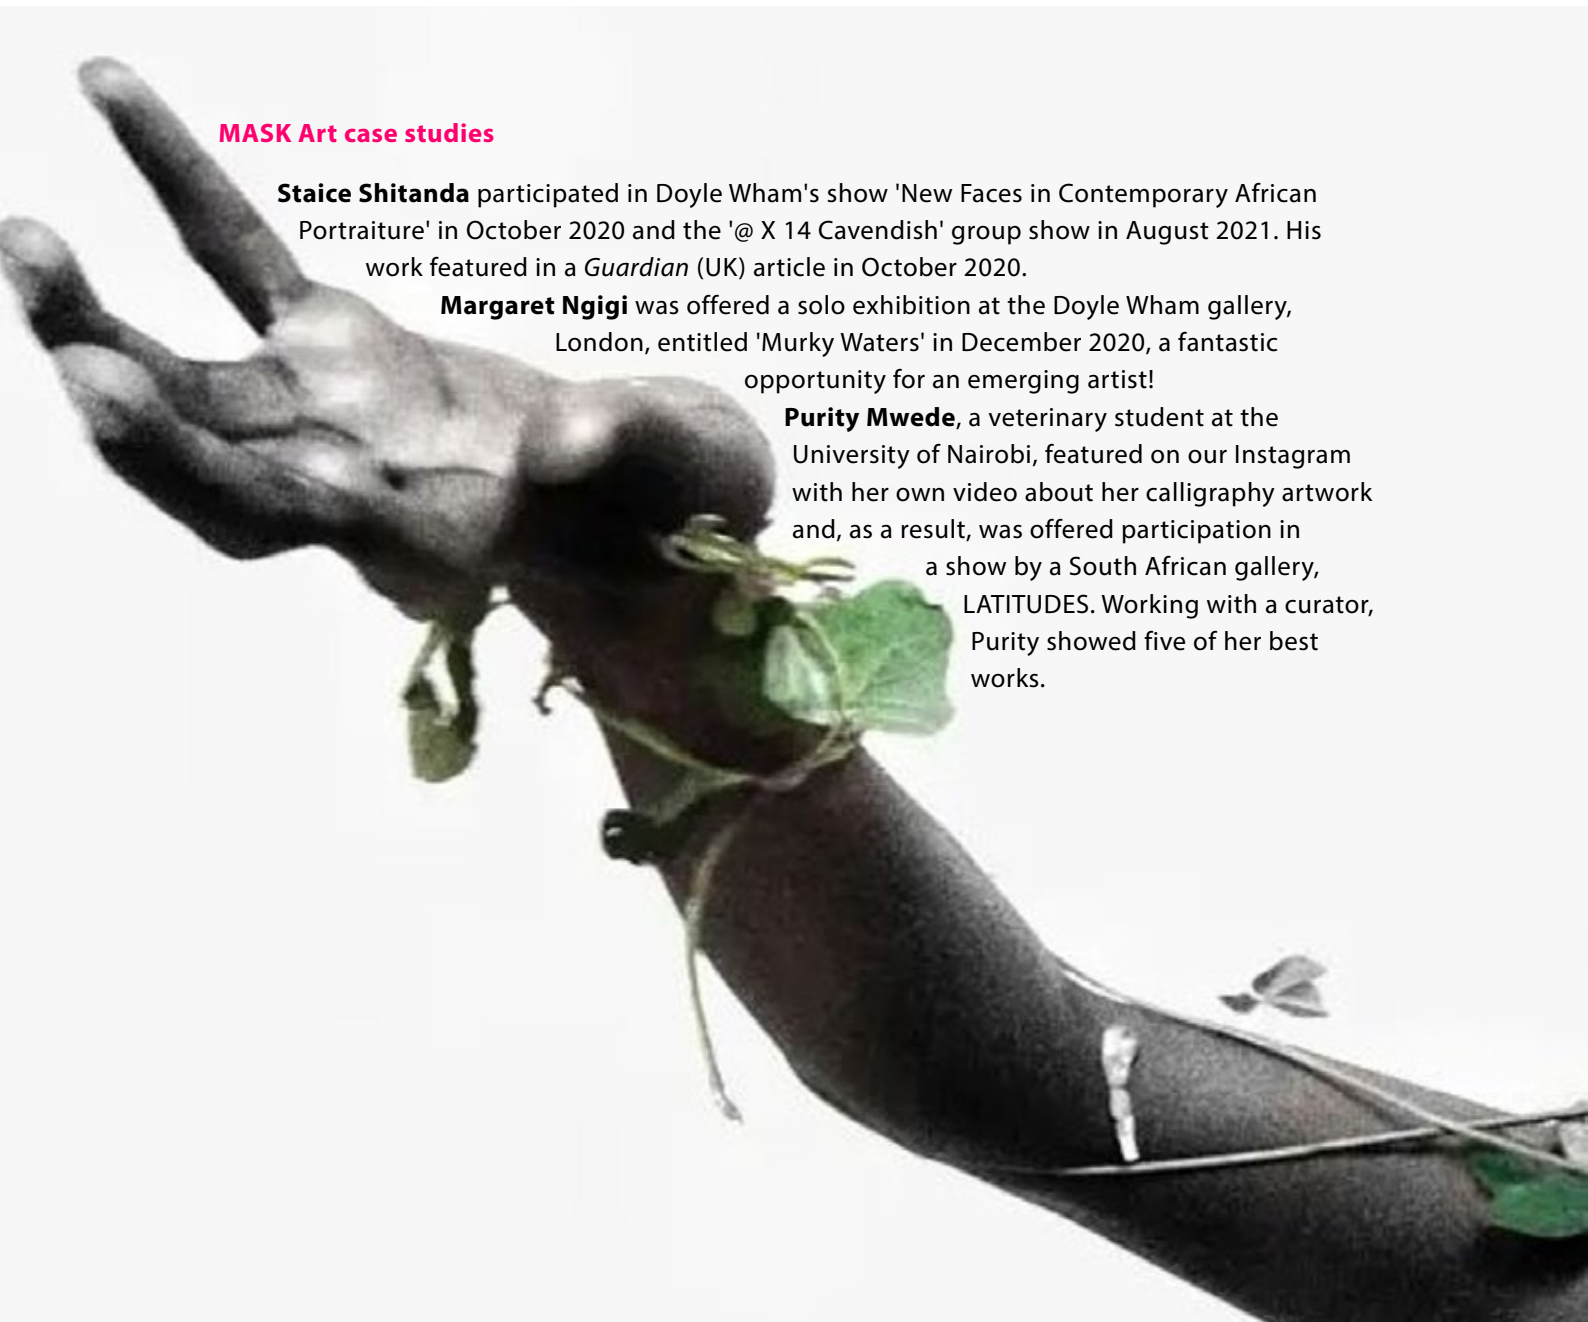 MASK Art case studies
Staice Shitanda participated in Doyle Wham's show 'New Faces in Contemporary African
Portraiture' in October 2020 and the '@ X 14 Cavendish' group show in August 2021. His
work featured in a Guardian (UK) article in October 2020.
Margaret Ngigi was offered a solo exhibition at the Doyle Wham gallery,
London, entitled 'Murky Waters' in December 2020, a fantastic
opportunity for an emerging artist!
Purity Mwede, a veterinary student at the
University of Nairobi, featured on our Instagram
with her own video about her calligraphy artwork
and, as a result, was offered participation in
a show by a South African gallery,
LATITUDES. Working with a curator,
Purity showed five of her best
works.